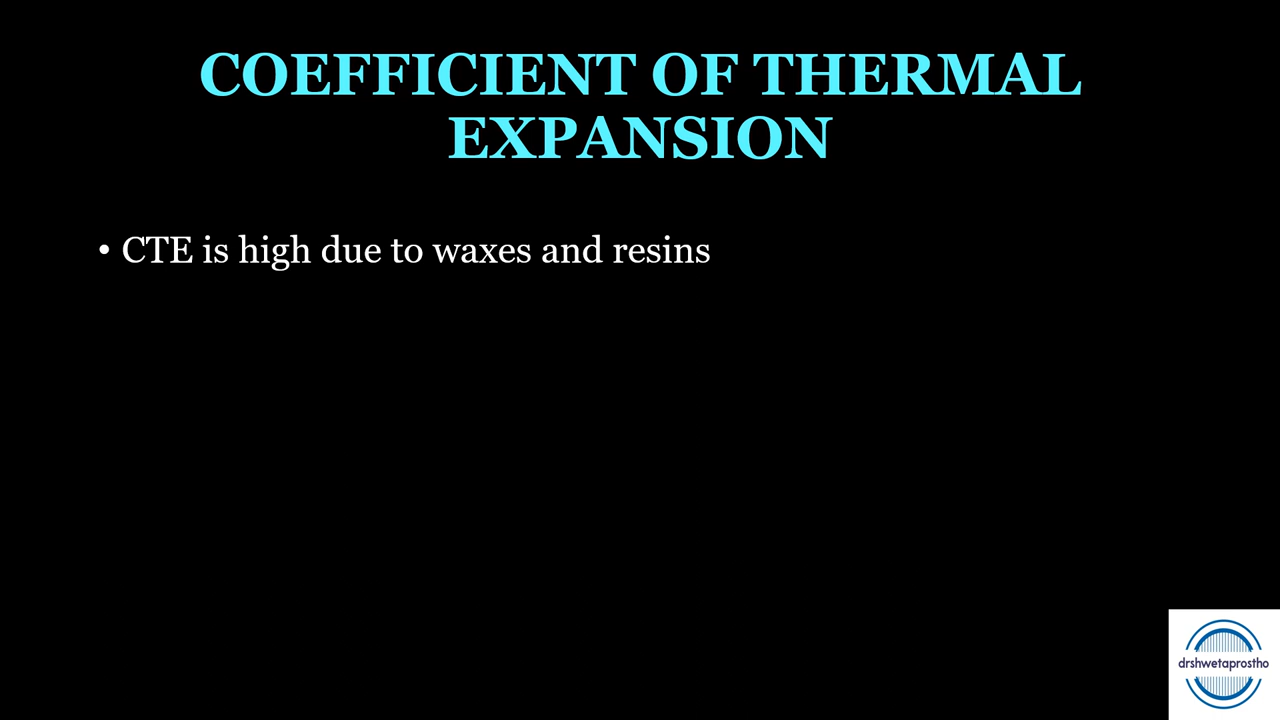 COEFFICIENT OF THERMAL
EXPANSION
• CTE is high due to waxes and resins
drshwetaprostho